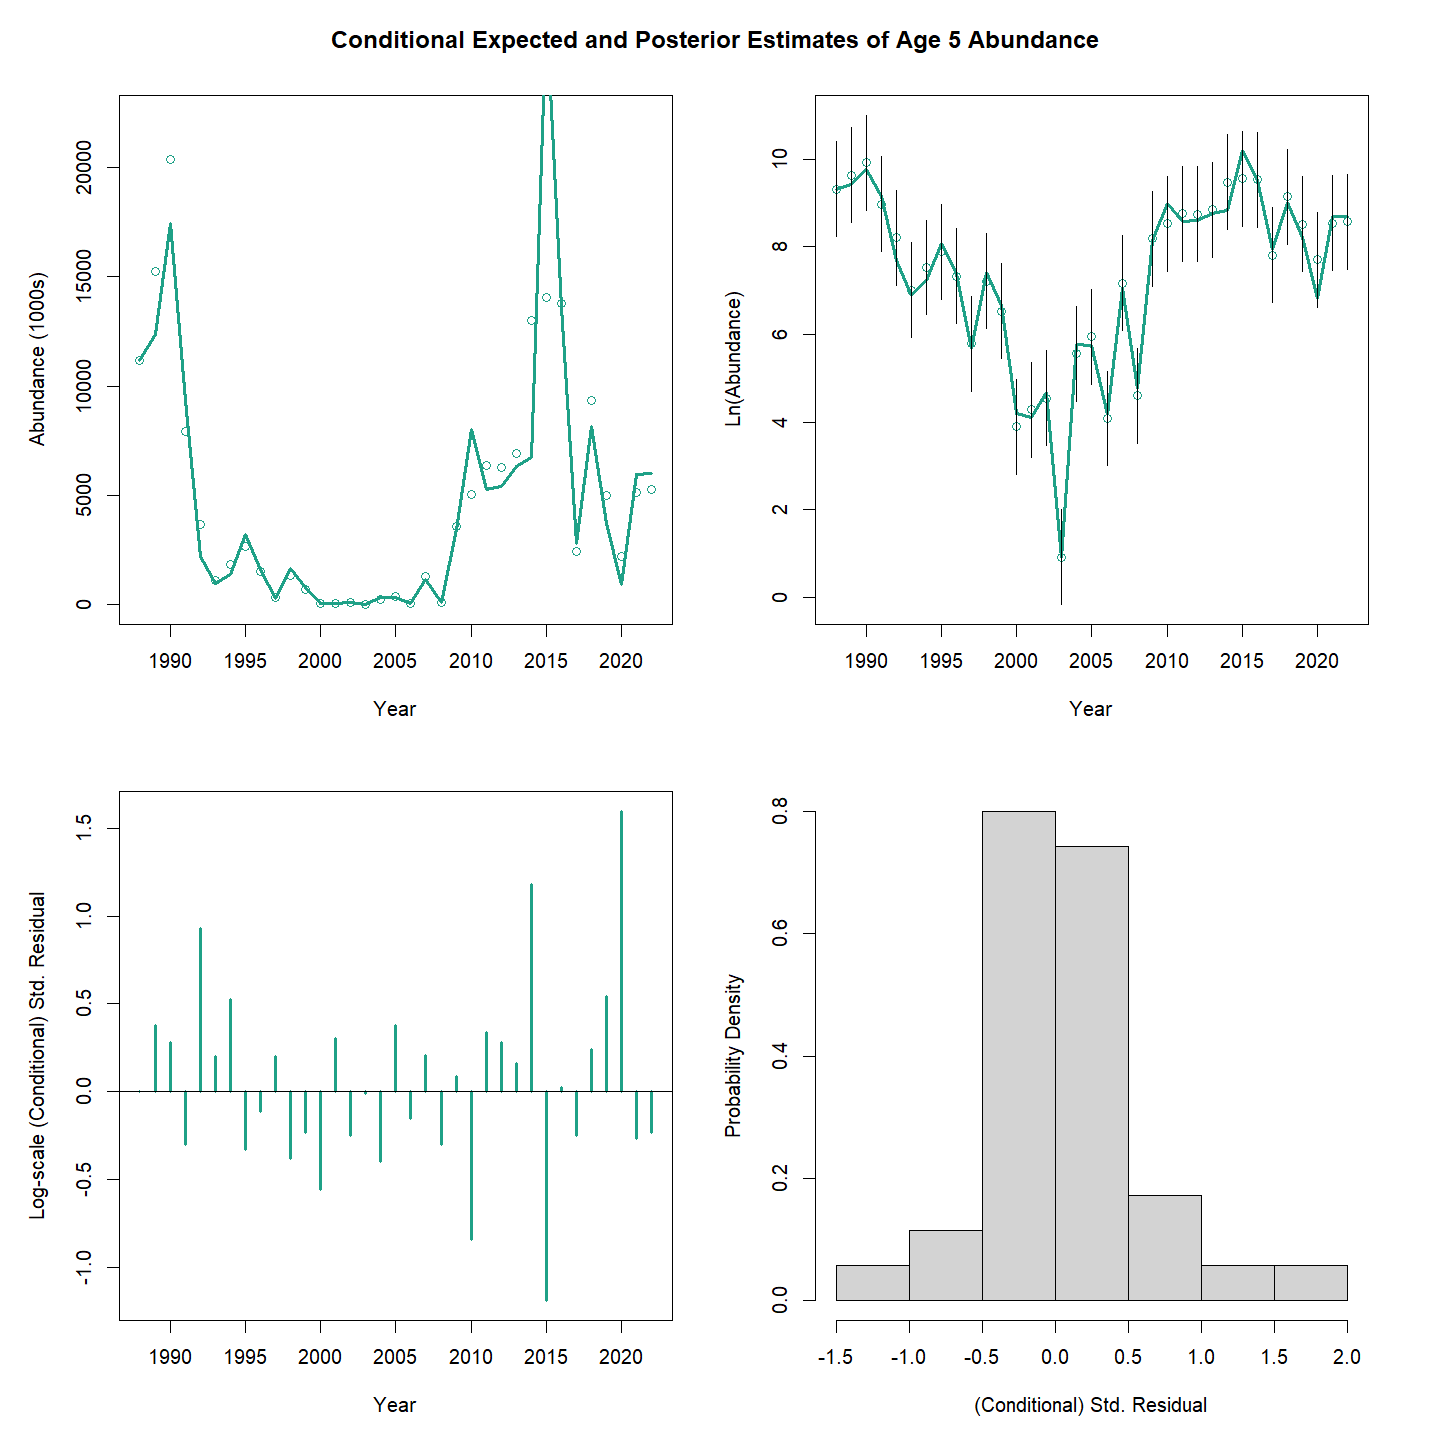 Conditional Expected and Posterior Estimates of Age 5 Abundance
Abundance (1000s)
20000
15000
10000
5000
0
1990 1995 2000 2005 2010 2015 2020
Year
Ln(Abundance)
10
8
6
4
2
0
1990 1995 2000 2005 2010 2015 2020
Year
Log-scale (Conditional) Std. Residual
1.5
1.0
0.5
0.0
-0.5
-1.0
1990 1995 2000 2005 2010 2015 2020
Year
Probability Density
0.8
0.6
0.4
0.2
0.0
-1.5 -1.0 -0.5 0.0 0.5 1.0 1.5 2.0
(Conditional) Std. Residual